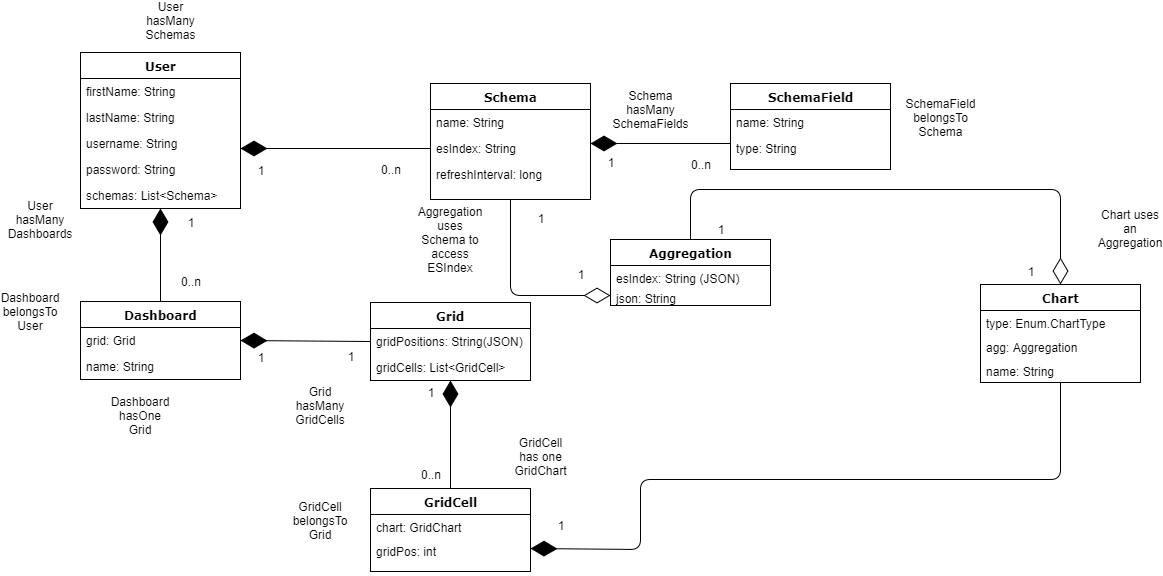 User
hasMany
Schemas
User
firstName: String
lastName: String
username: String
password: String
schemas: List<Schema>
1
0..n
Schema
name: String
esIndex: String
refreshInterval: long
Schema
hasMany
SchemaFields
1
0..n
SchemaField
name: String
type: String
SchemaField
belongsTo
Schema
User
hasMany
Dashboards
1
0..n
Aggregation
uses
Schema to
access
ESIndex
1
1
Aggregation
esIndex: String (JSON)
json: String
1
1
Chart uses
an
Aggregation
Chart
type: Enum.ChartType
agg: Aggregation
name: String
Dashboard
belongsTo
User
Dashboard
grid: Grid
name: String
1
1
Dashboard
hasOne
Grid
Grid
gridPositions: String(JSON)
gridCells: List<GridCell>
Grid
hasMany
GridCells
1
0..n
GridCell
has one
GridChart
GridCell
belongsTo
Grid
GridCell
chart: GridChart
gridPos: int
1